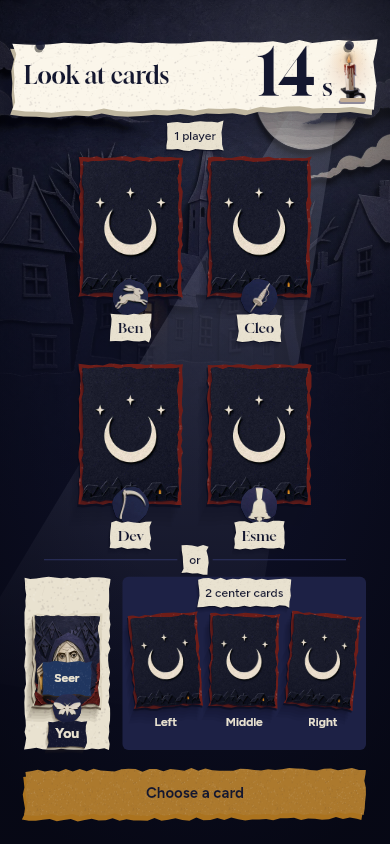 Look at cards
14 s
1 player
Ben
Cleo
Dev
Esme
or
2 center cards
Seer
You
Left
Middle
Right
Choose a card